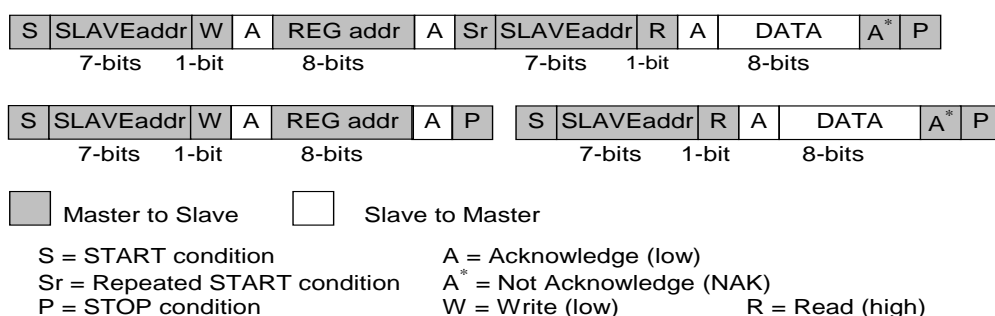 S SLAVEaddr W A REG addr A Sr SLAVEaddr R A DATA A* P
7-bits 1-bit 8-bits 7-bits 1-bit 8-bits
S SLAVEaddr W A REG addr A P S SLAVEaddr R A DATA A* P
7-bits 1-bit 8-bits 7-bits 1-bit 8-bits
Master to Slave Slave to Master
S = START condition A = Acknowledge (low)
Sr = Repeated START condition A* = Not Acknowledge (NAK)
P = STOP condition W = Write (low) R = Read (high)